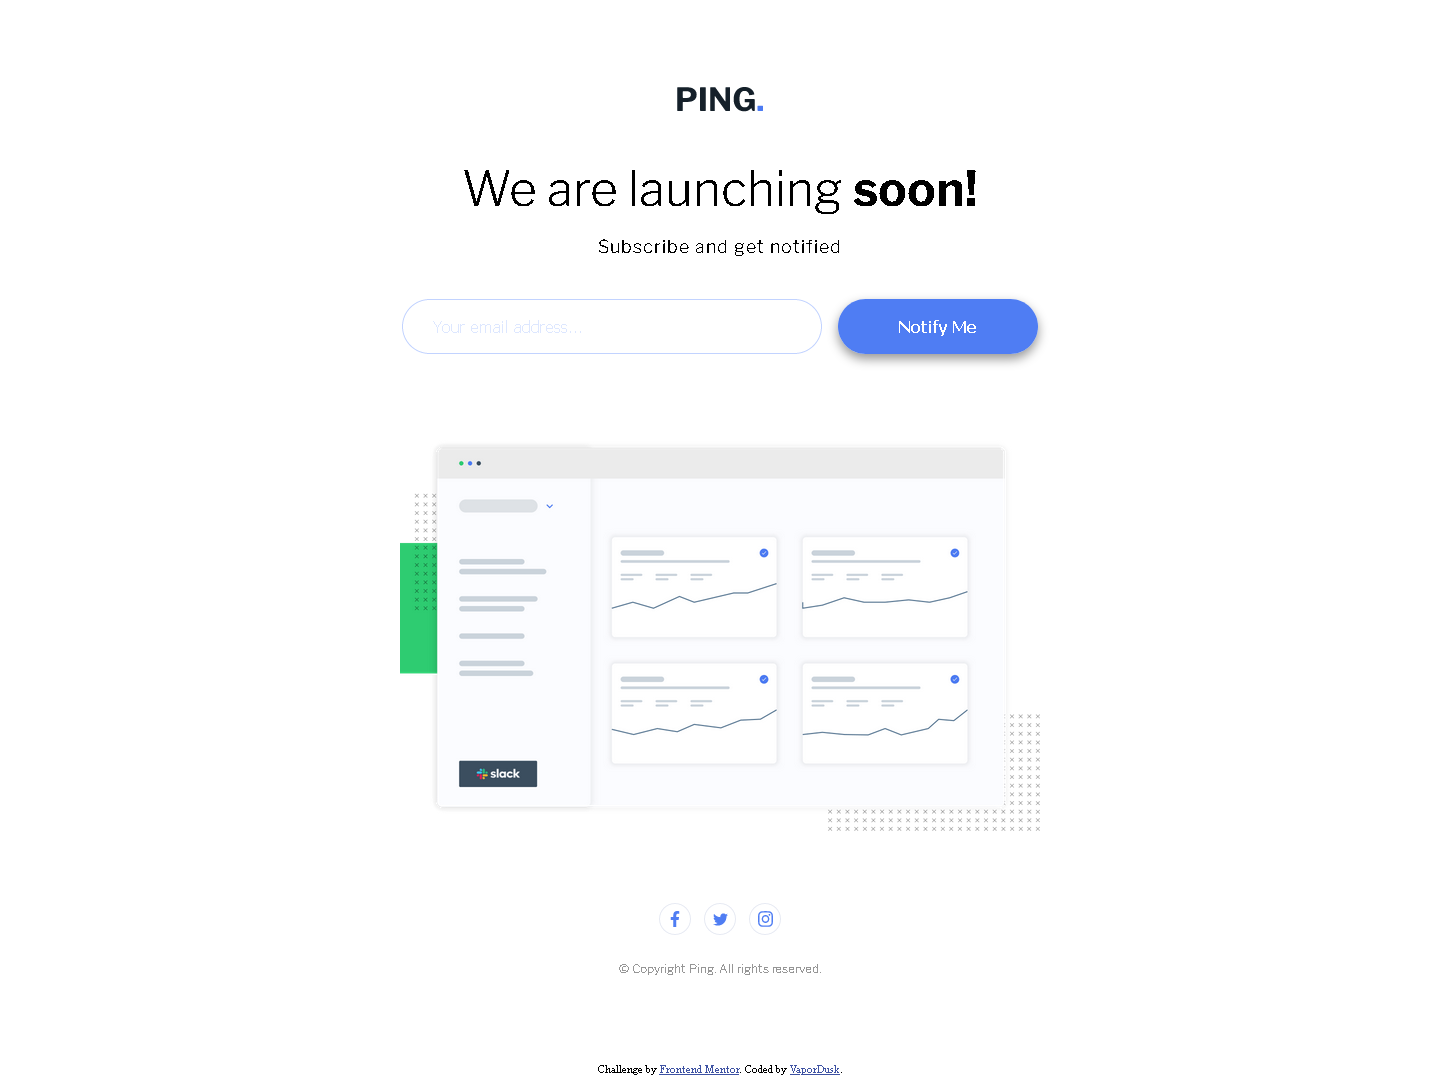 PING.
We are launching soon!
Subscribe and get notified
Your email address...
Notify Me
slack
© Copyright Ping. All rights reserved.
Challenge by Frontend Mentor. Coded by VaporDusk.